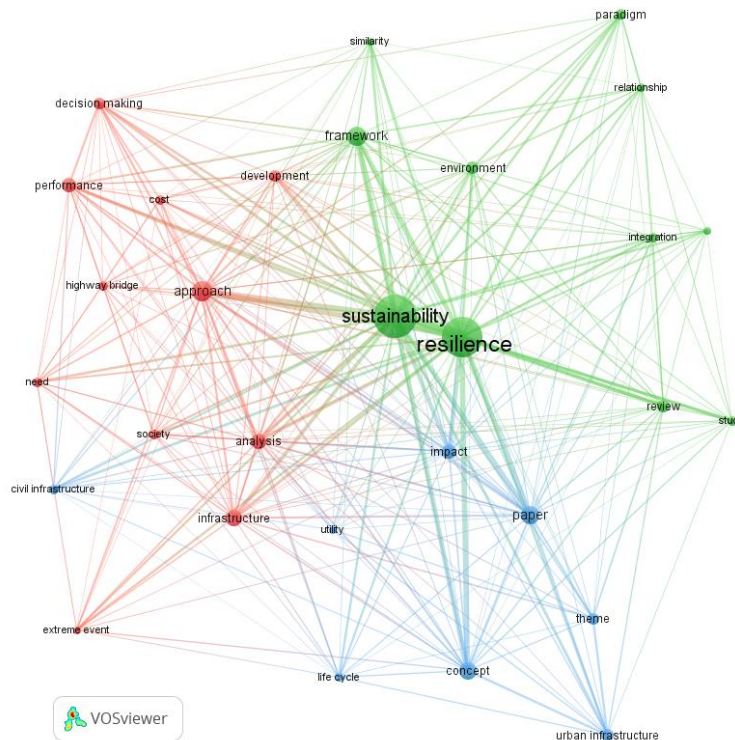 paradigm
similarity
relationship
decision making
framework
environment
development
performance
cost
integration
highway bridge
approach
sustainability
resilience
need
review
stud
society
analysis
impact
civil infrastructure
infrastructure
paper
utility
theme
extreme event
concept
life cycle
VOSviewer
urban infrastructure